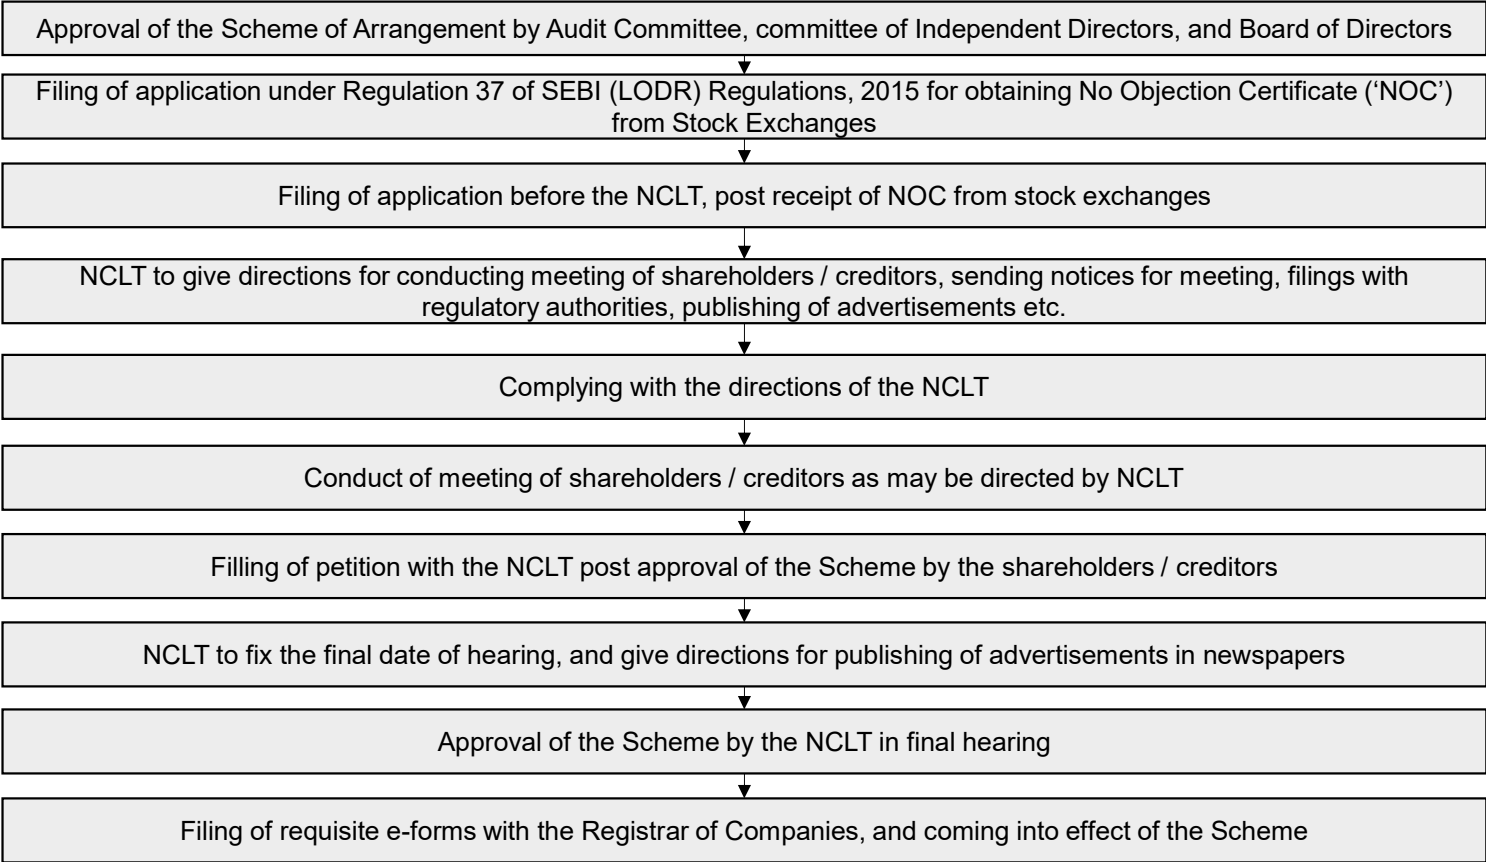 Approval of the Scheme of Arrangement by Audit Committee, committee of Independent Directors, and Board of Directors
Filing of application under Regulation 37 of SEBI (LODR) Regulations, 2015 for obtaining No Objection Certificate (‘NOC’)
from Stock Exchanges
Filing of application before the NCLT, post receipt of NOC from stock exchanges
NCLT to give directions for conducting meeting of shareholders / creditors, sending notices for meeting, filings with
regulatory authorities, publishing of advertisements etc.
Complying with the directions of the NCLT
Conduct of meeting of shareholders / creditors as may be directed by NCLT
Filling of petition with the NCLT post approval of the Scheme by the shareholders / creditors
NCLT to fix the final date of hearing, and give directions for publishing of advertisements in newspapers
Approval of the Scheme by the NCLT in final hearing
Filing of requisite e-forms with the Registrar of Companies, and coming into effect of the Scheme